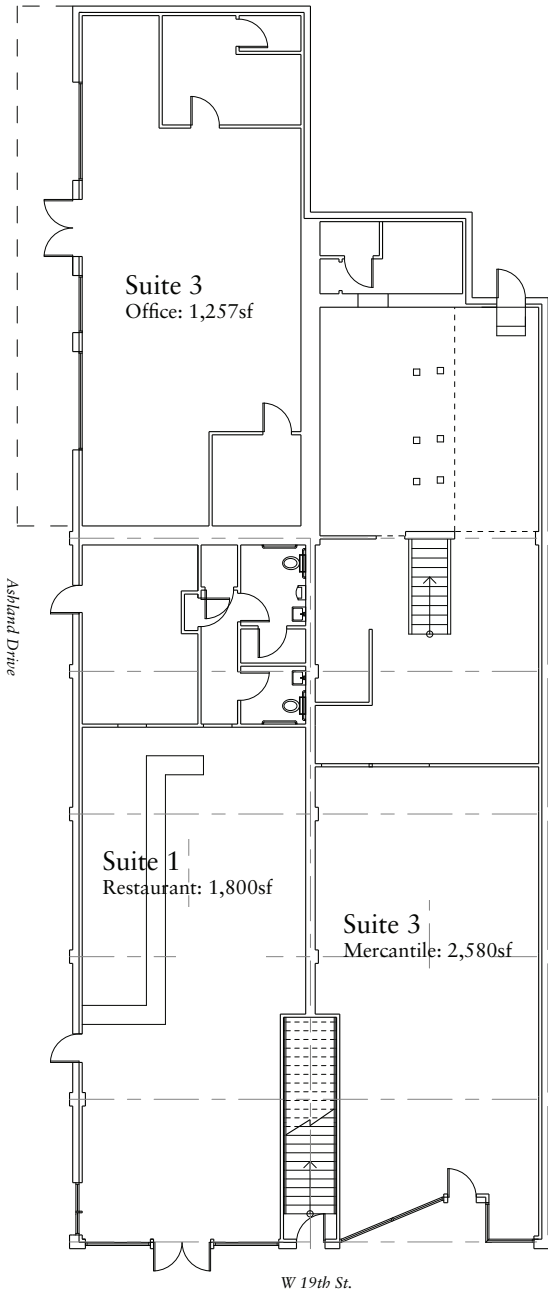 Suite 3
Office: 1,257sf
Ashland Drive
Suite 1
Restaurant: 1,800sf
Suite 3
Mercantile: 2,580sf
W 19th St.